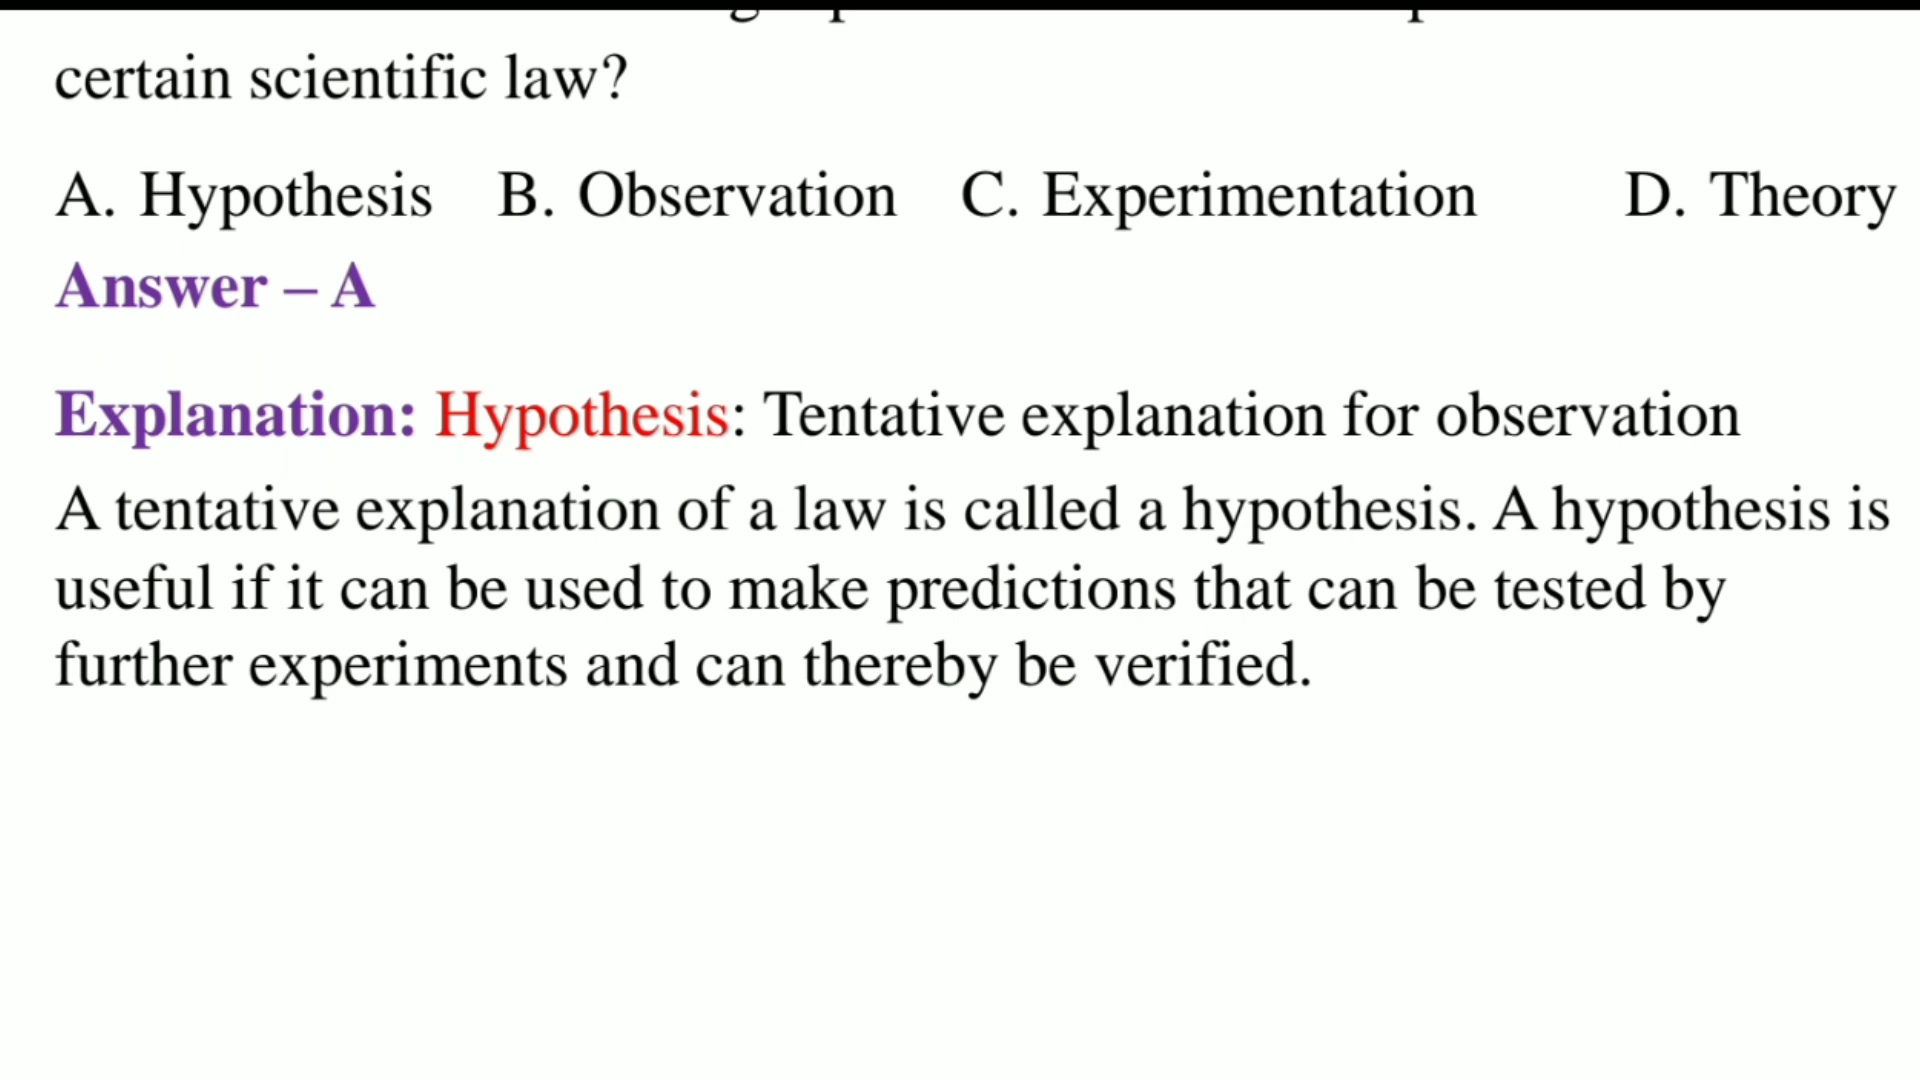 certain scientific law?
A. Hypothesis B. Observation C. Experimentation D. Theory
Answer – A
Explanation: Hypothesis: Tentative explanation for observation
A tentative explanation of a law is called a hypothesis. A hypothesis is
useful if it can be used to make predictions that can be tested by
further experiments and can thereby be verified.